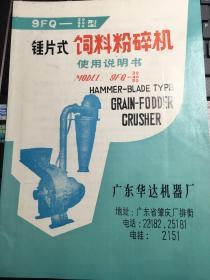 9FQ— 型
锤片式 饲料粉碎机
使用说明书
MODEL 9FQ-
HAMMER-BLADE TYPE
GRAIN-FODDER
CRUSHER
广东华达机器厂
地址：广东省肇庆厂排街
电话：22182.25181
电挂： 2151